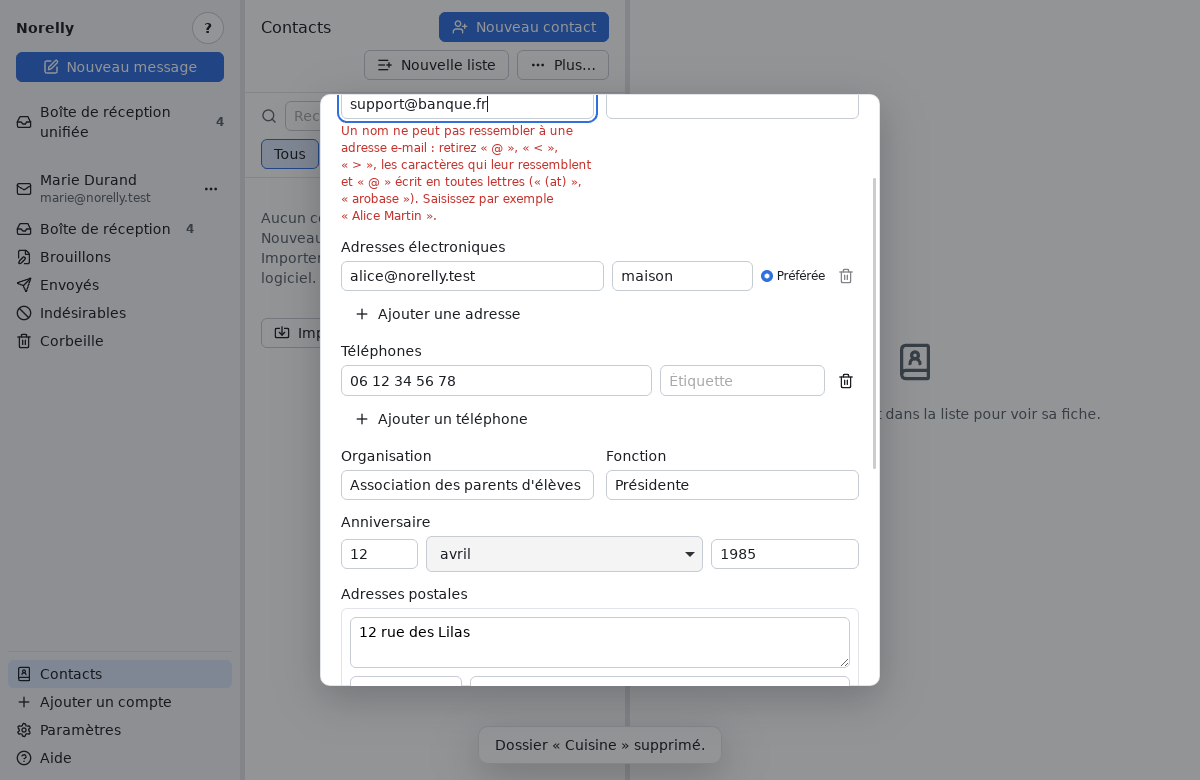 Norelly
?
Nouveau message
Boîte de réception unifiée
4
Marie Durand
marie@norelly.test
Boîte de réception
4
Brouillons
Envoyés
Indésirables
Corbeille
Contacts
Ajouter un compte
Paramètres
Aide
Contacts
Nouveau contact
Nouvelle liste
Plus…
Tous
Nouveau
Importer
logiciel.
support@banque.fr
Un nom ne peut pas ressembler à une
adresse e-mail : retirez « @ », « < »,
« > », les caractères qui leur ressemblent
et « @ » écrit en toutes lettres (« (at) »,
« arobase »). Saisissez par exemple
« Alice Martin ».
Adresses électroniques
alice@norelly.test
maison
Préférée
Ajouter une adresse
Téléphones
06 12 34 56 78
Étiquette
Ajouter un téléphone
Organisation
Fonction
Association des parents d'élèves
Présidente
Anniversaire
12
avril
1985
Adresses postales
12 rue des Lilas
dans la liste pour voir sa fiche.
Dossier « Cuisine » supprimé.